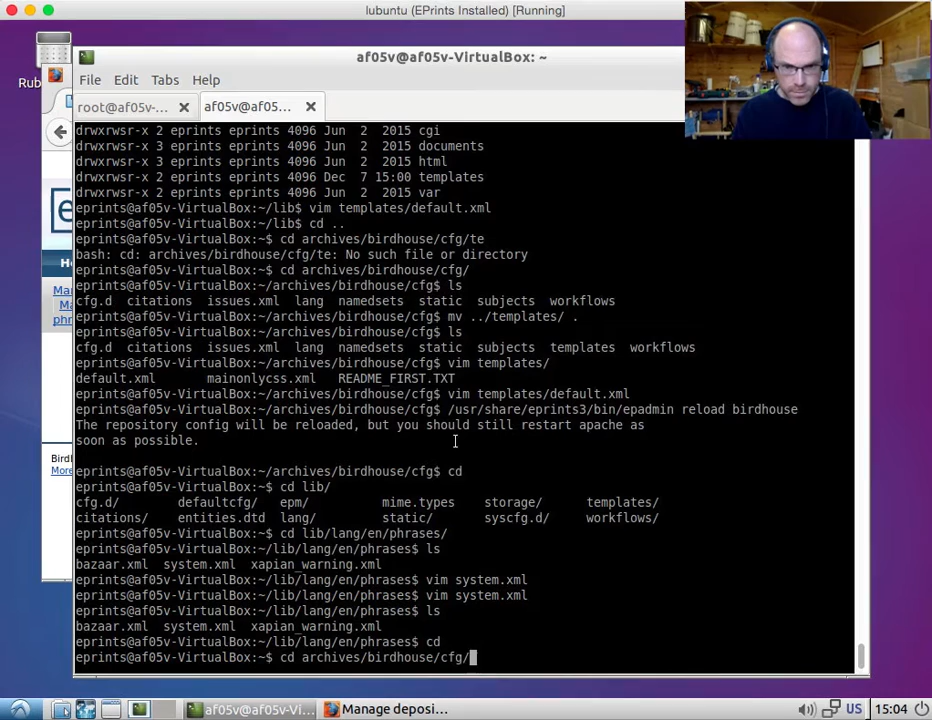 lubuntu (EPrints Installed) [Running]
Rub
af05v@af05v-VirtualBox: ~
File Edit Tabs Help
root@af05v-... af05v@af05...
drwxrwsr-x 2 eprints eprints 4096 Jun  2  2015 cgi
drwxrwsr-x 3 eprints eprints 4096 Jun  2  2015 documents
drwxrwsr-x 3 eprints eprints 4096 Jun  2  2015 html
drwxrwsr-x 2 eprints eprints 4096 Dec  7 15:00 templates
drwxrwsr-x 2 eprints eprints 4096 Jun  2  2015 var
eprints@af05v-VirtualBox:~/lib$ vim templates/default.xml
eprints@af05v-VirtualBox:~/lib$ cd ..
eprints@af05v-VirtualBox:~$ cd archives/birdhouse/cfg/te
bash: cd: archives/birdhouse/cfg/te: No such file or directory
eprints@af05v-VirtualBox:~$ cd archives/birdhouse/cfg/
eprints@af05v-VirtualBox:~/archives/birdhouse/cfg$ ls
cfg.d  citations  issues.xml  lang  namedsets  static  subjects  workflows
eprints@af05v-VirtualBox:~/archives/birdhouse/cfg$ mv ../templates/ .
eprints@af05v-VirtualBox:~/archives/birdhouse/cfg$ ls
cfg.d  citations  issues.xml  lang  namedsets  static  subjects  templates  workflows
eprints@af05v-VirtualBox:~/archives/birdhouse/cfg$ vim templates/
default.xml       mainonlycss.xml   README_FIRST.TXT
eprints@af05v-VirtualBox:~/archives/birdhouse/cfg$ vim templates/default.xml
eprints@af05v-VirtualBox:~/archives/birdhouse/cfg$ /usr/share/eprints3/bin/epadmin reload birdhouse
The repository config will be reloaded, but you should still restart apache as
soon as possible.
eprints@af05v-VirtualBox:~/archives/birdhouse/cfg$ cd
eprints@af05v-VirtualBox:~$ cd lib/
cfg.d/       defaultcfg/   epm/          mime.types    storage/      templates/
citations/   entities.dtd  lang/         static/       syscfg.d/     workflows/
eprints@af05v-VirtualBox:~$ cd lib/lang/en/phrases/
eprints@af05v-VirtualBox:~/lib/lang/en/phrases$ ls
bazaar.xml  system.xml  xapian_warning.xml
eprints@af05v-VirtualBox:~/lib/lang/en/phrases$ vim system.xml
eprints@af05v-VirtualBox:~/lib/lang/en/phrases$ vim system.xml
eprints@af05v-VirtualBox:~/lib/lang/en/phrases$ ls
bazaar.xml  system.xml  xapian_warning.xml
eprints@af05v-VirtualBox:~/lib/lang/en/phrases$ cd
eprints@af05v-VirtualBox:~$ cd archives/birdhouse/cfg/
[e
Ho
Man
Ma
phr
Bird
More
af05v@af05v-Vi... Manage deposi... US 15:04